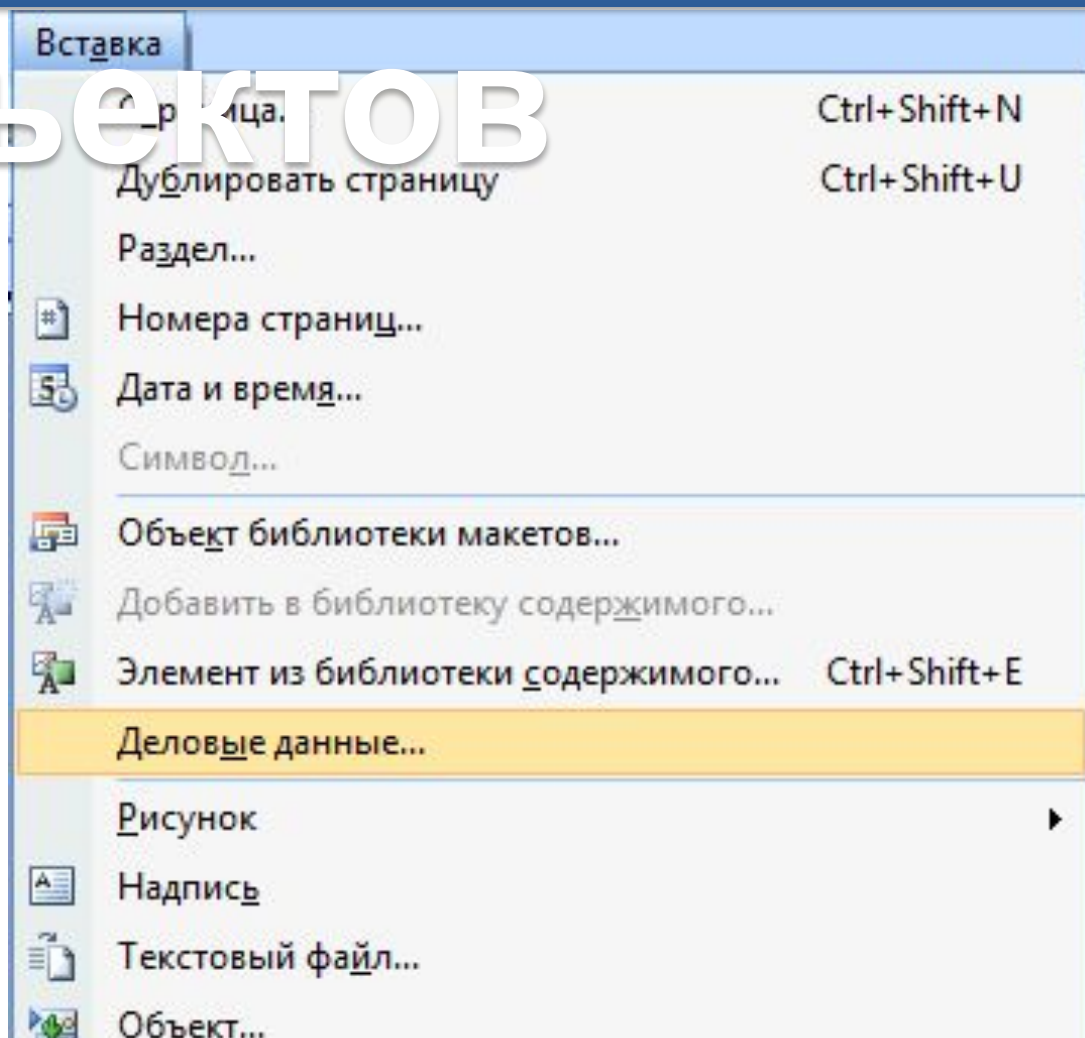 Вставка
ъектов
Страница... Ctrl+Shift+N
Дублировать страницу Ctrl+Shift+U
Раздел...
Номера страниц...
Дата и время...
Символ...
Объект библиотеки макетов...
Добавить в библиотеку содержимого...
Элемент из библиотеки содержимого... Ctrl+Shift+E
Деловые данные...
Рисунок
Надпись
Текстовый файл...
Объект...